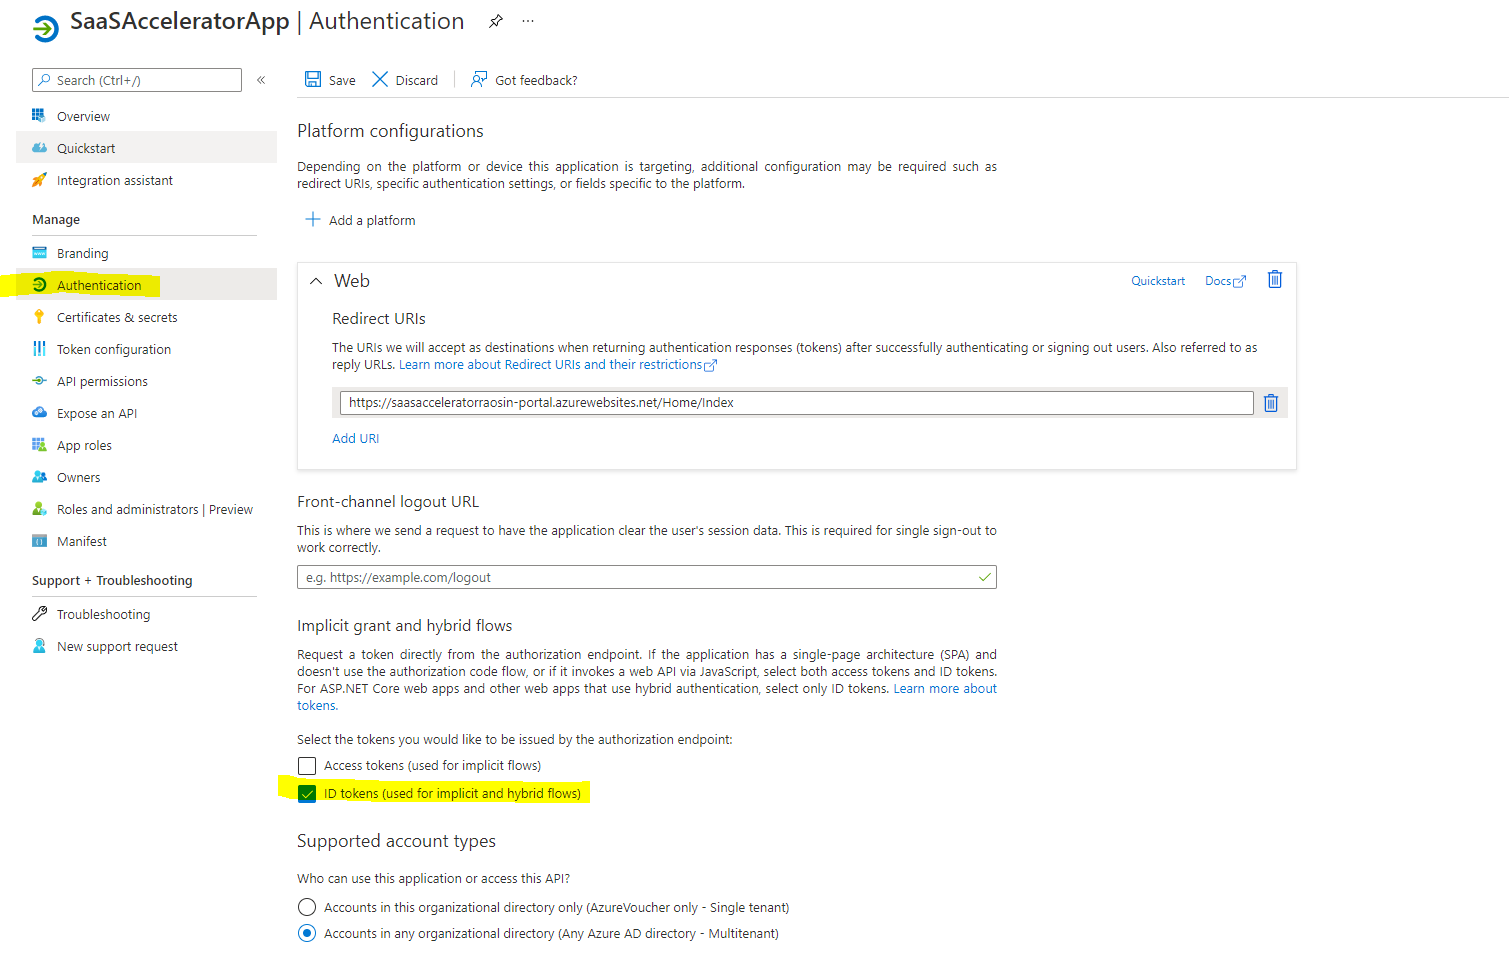 SaaSAcceleratorApp | Authentication
Search (Ctrl+/)
Overview
Quickstart
Integration assistant
Manage
Branding
Authentication
Certificates & secrets
Token configuration
API permissions
Expose an API
App roles
Owners
Roles and administrators | Preview
Manifest
Support + Troubleshooting
Troubleshooting
New support request
Save Discard Got feedback?
Platform configurations
Depending on the platform or device this application is targeting, additional configuration may be required such as
redirect URIs, specific authentication settings, or fields specific to the platform.
Add a platform
Web
Quickstart Docs
Redirect URIs
The URIs we will accept as destinations when returning authentication responses (tokens) after successfully authenticating or signing out users. Also referred to as
reply URLs. Learn more about Redirect URIs and their restrictions
https://saasacceleratorraosin-portal.azurewebsites.net/Home/Index
Add URI
Front-channel logout URL
This is where we send a request to have the application clear the user's session data. This is required for single sign-out to
work correctly.
e.g. https://example.com/logout
Implicit grant and hybrid flows
Request a token directly from the authorization endpoint. If the application has a single-page architecture (SPA) and
doesn't use the authorization code flow, or if it invokes a web API via JavaScript, select both access tokens and ID tokens.
For ASP.NET Core web apps and other web apps that use hybrid authentication, select only ID tokens. Learn more about
tokens.
Select the tokens you would like to be issued by the authorization endpoint:
Access tokens (used for implicit flows)
ID tokens (used for implicit and hybrid flows)
Supported account types
Who can use this application or access this API?
Accounts in this organizational directory only (AzureVoucher only - Single tenant)
Accounts in any organizational directory (Any Azure AD directory - Multitenant)